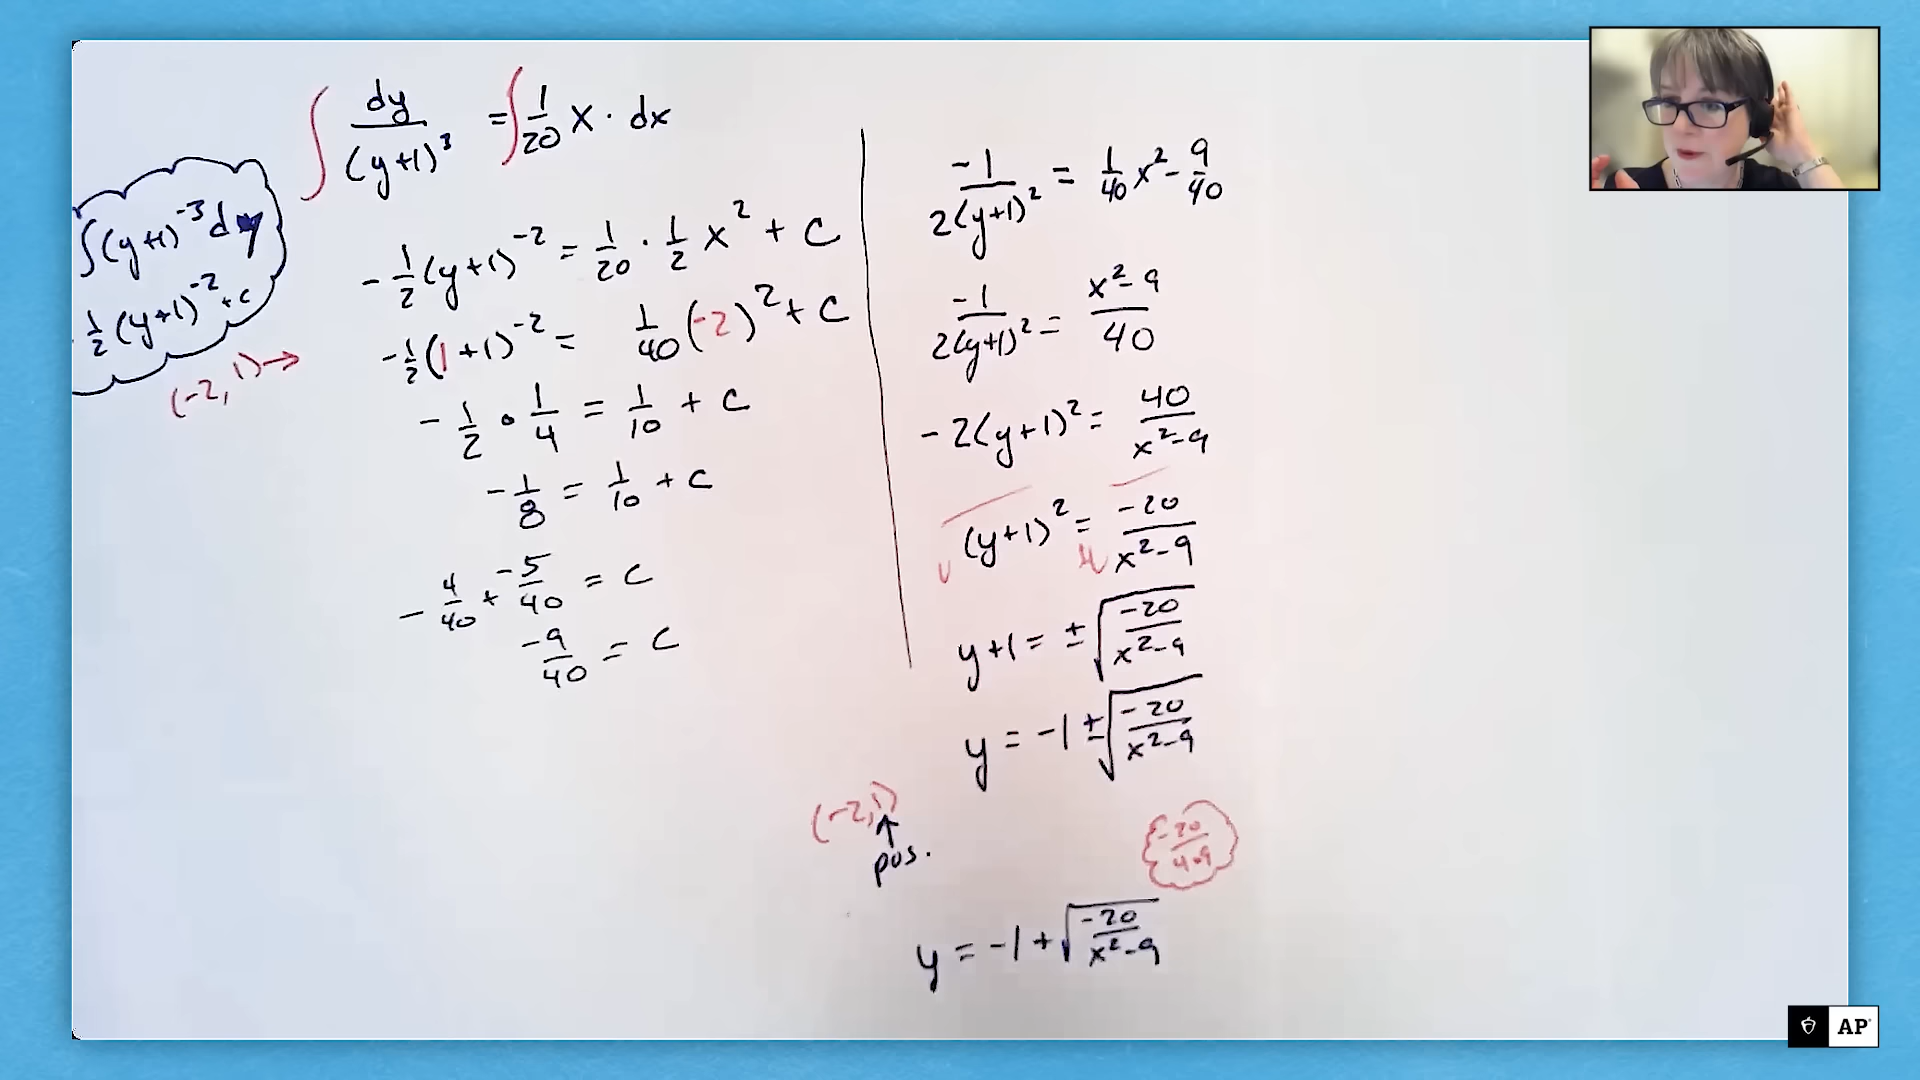 ∫ dy/(y+1)³ = ∫ 1/20 x · dx
∫(y+1)⁻³ dy
1/2 (y+1)⁻² + c
(-2, 1) →
-1/2 (y+1)⁻² = 1/20 · 1/2 x² + C
-1/2 (1+1)⁻² = 1/40 (-2)² + C
-1/2 · 1/4 = 1/10 + C
-1/8 = 1/10 + C
-4/40 + -5/40 = C
-9/40 = C
-1/2(y+1)² = 1/40 x² - 9/40
-1/2(y+1)² = x²-9/40
-2(y+1)² = 40/x²-9
(y+1)² = -20/x²-9
y+1 = ±√-20/x²-9
y = -1 ±√-20/x²-9
(-2, 1)
↑
pos.
-20/4-9
y = -1 + √-20/x²-9
AP